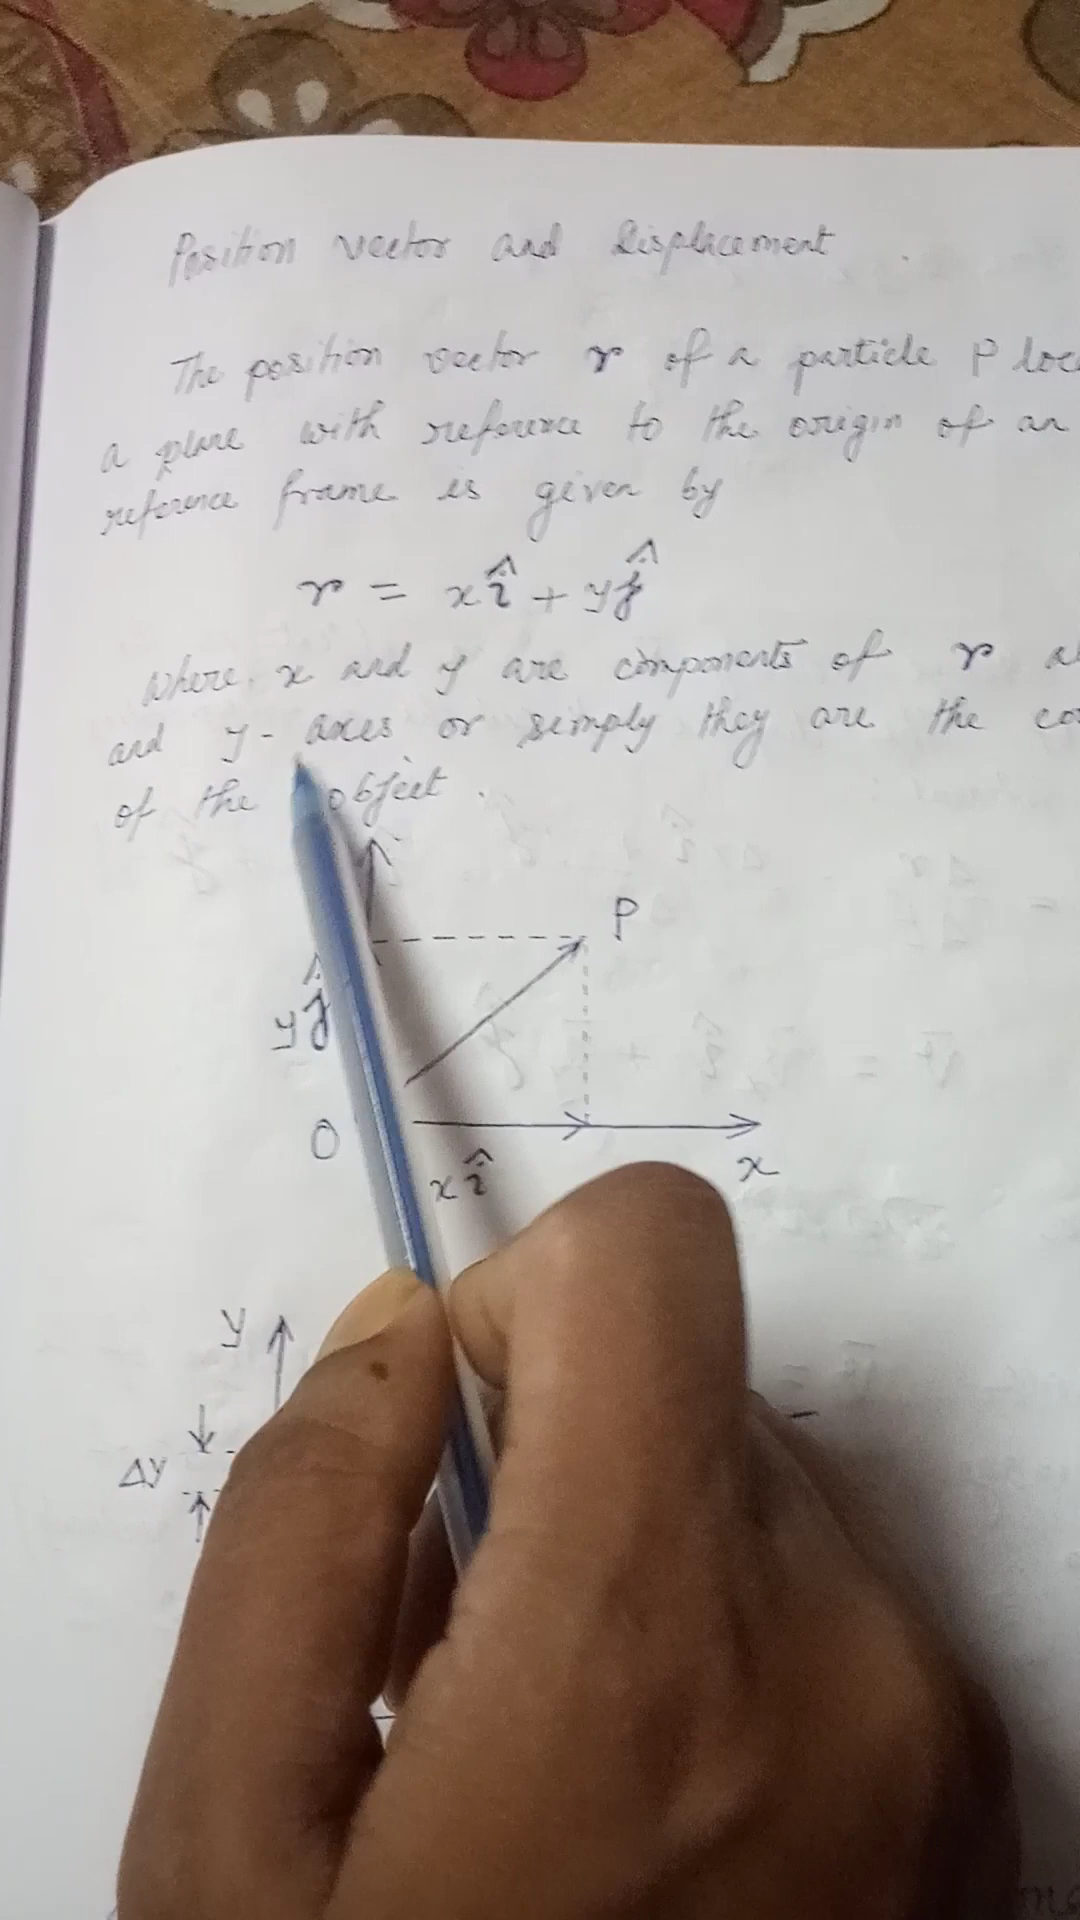 Position vector and Displacement
The position vector r of a particle P
a plane with reference to the origin of an
reference frame is given by
r = xî + yĵ
Where x and y are components of r
and y- axes or simply they are the
of the object.
P
yĵ
O
xî
x
y
Δy